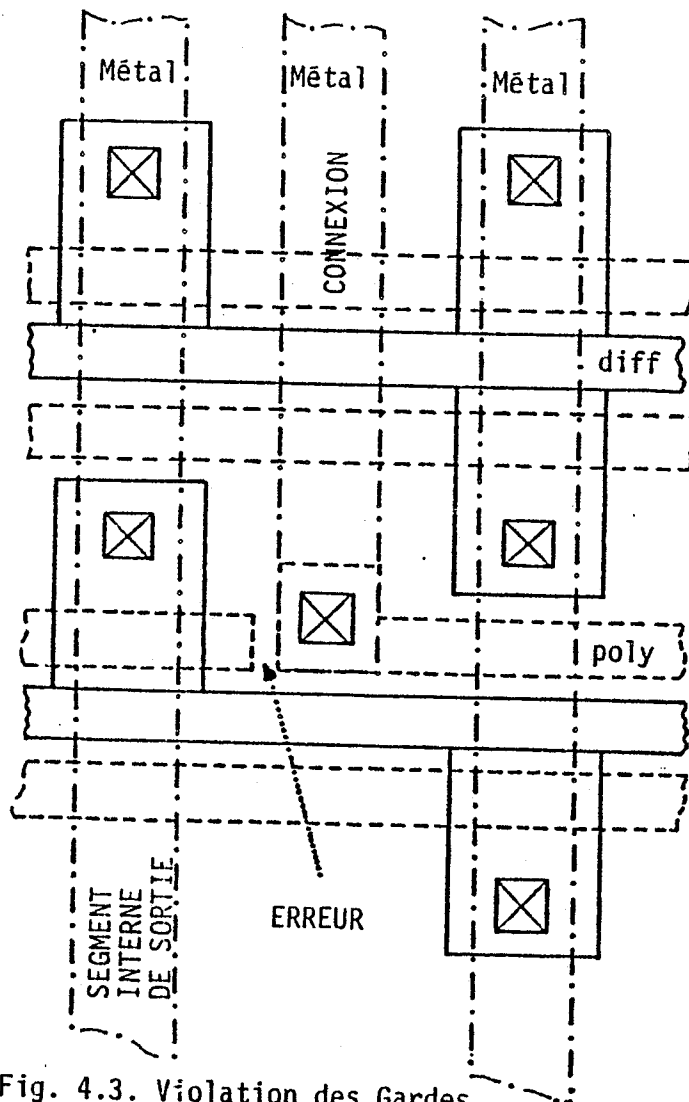 Métal
Métal
Métal
CONNEXION
diff
poly
SEGMENT
INTERNE
DE SORTIE
ERREUR
Fig. 4.3. Violation des Gardes